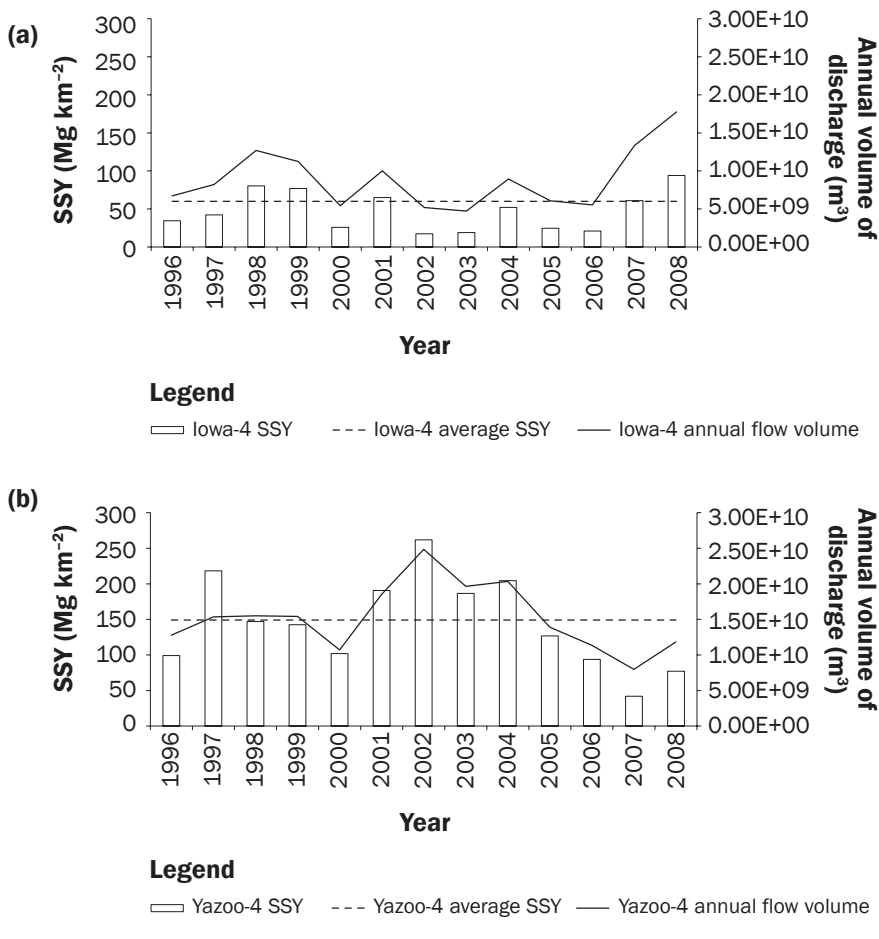 (a)
SSY (Mg km⁻²)
300
250
200
150
100
50
0
3.00E+10
2.50E+10
2.00E+10
1.50E+10
1.00E+10
5.00E+09
0.00E+00
Annual volume of
discharge (m³)
1996
1997
1998
1999
2000
2001
2002
2003
2004
2005
2006
2007
2008
Year
Legend
Iowa-4 SSY Iowa-4 average SSY Iowa-4 annual flow volume
(b)
SSY (Mg km⁻²)
300
250
200
150
100
50
0
3.00E+10
2.50E+10
2.00E+10
1.50E+10
1.00E+10
5.00E+09
0.00E+00
Annual volume of
discharge (m³)
1996
1997
1998
1999
2000
2001
2002
2003
2004
2005
2006
2007
2008
Year
Legend
Yazoo-4 SSY Yazoo-4 average SSY Yazoo-4 annual flow volume